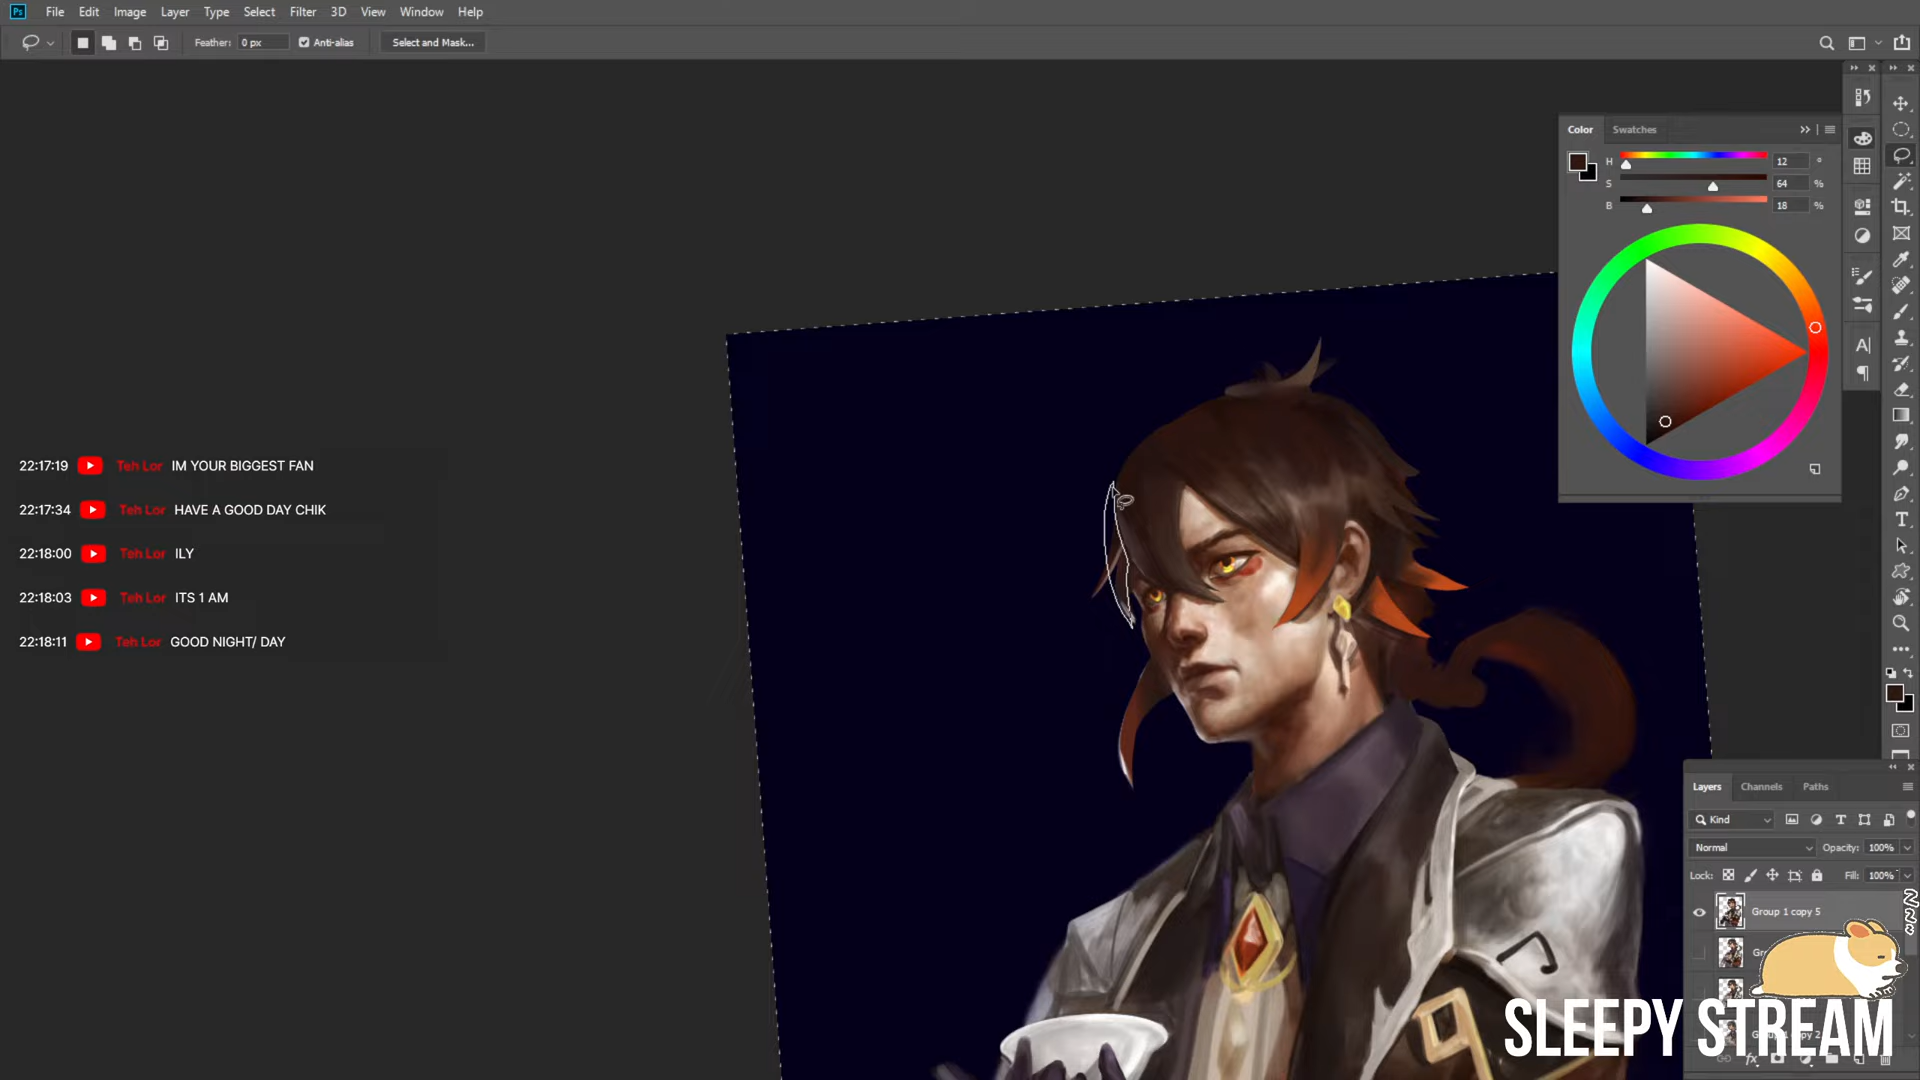 Ps File Edit Image Layer Type Select Filter 3D View Window Help
Feather: 0 px Anti-alias Select and Mask...
Color Swatches
H 12 °
S 64 %
B 18 %
22:17:19 Teh Lor IM YOUR BIGGEST FAN
22:17:34 Teh Lor HAVE A GOOD DAY CHIK
22:18:00 Teh Lor ILY
22:18:03 Teh Lor ITS 1 AM
22:18:11 Teh Lor GOOD NIGHT/ DAY
Layers Channels Paths
Kind
Normal Opacity: 100%
Lock: Fill: 100%
Group 1 copy 5
SLEEPY STREAM